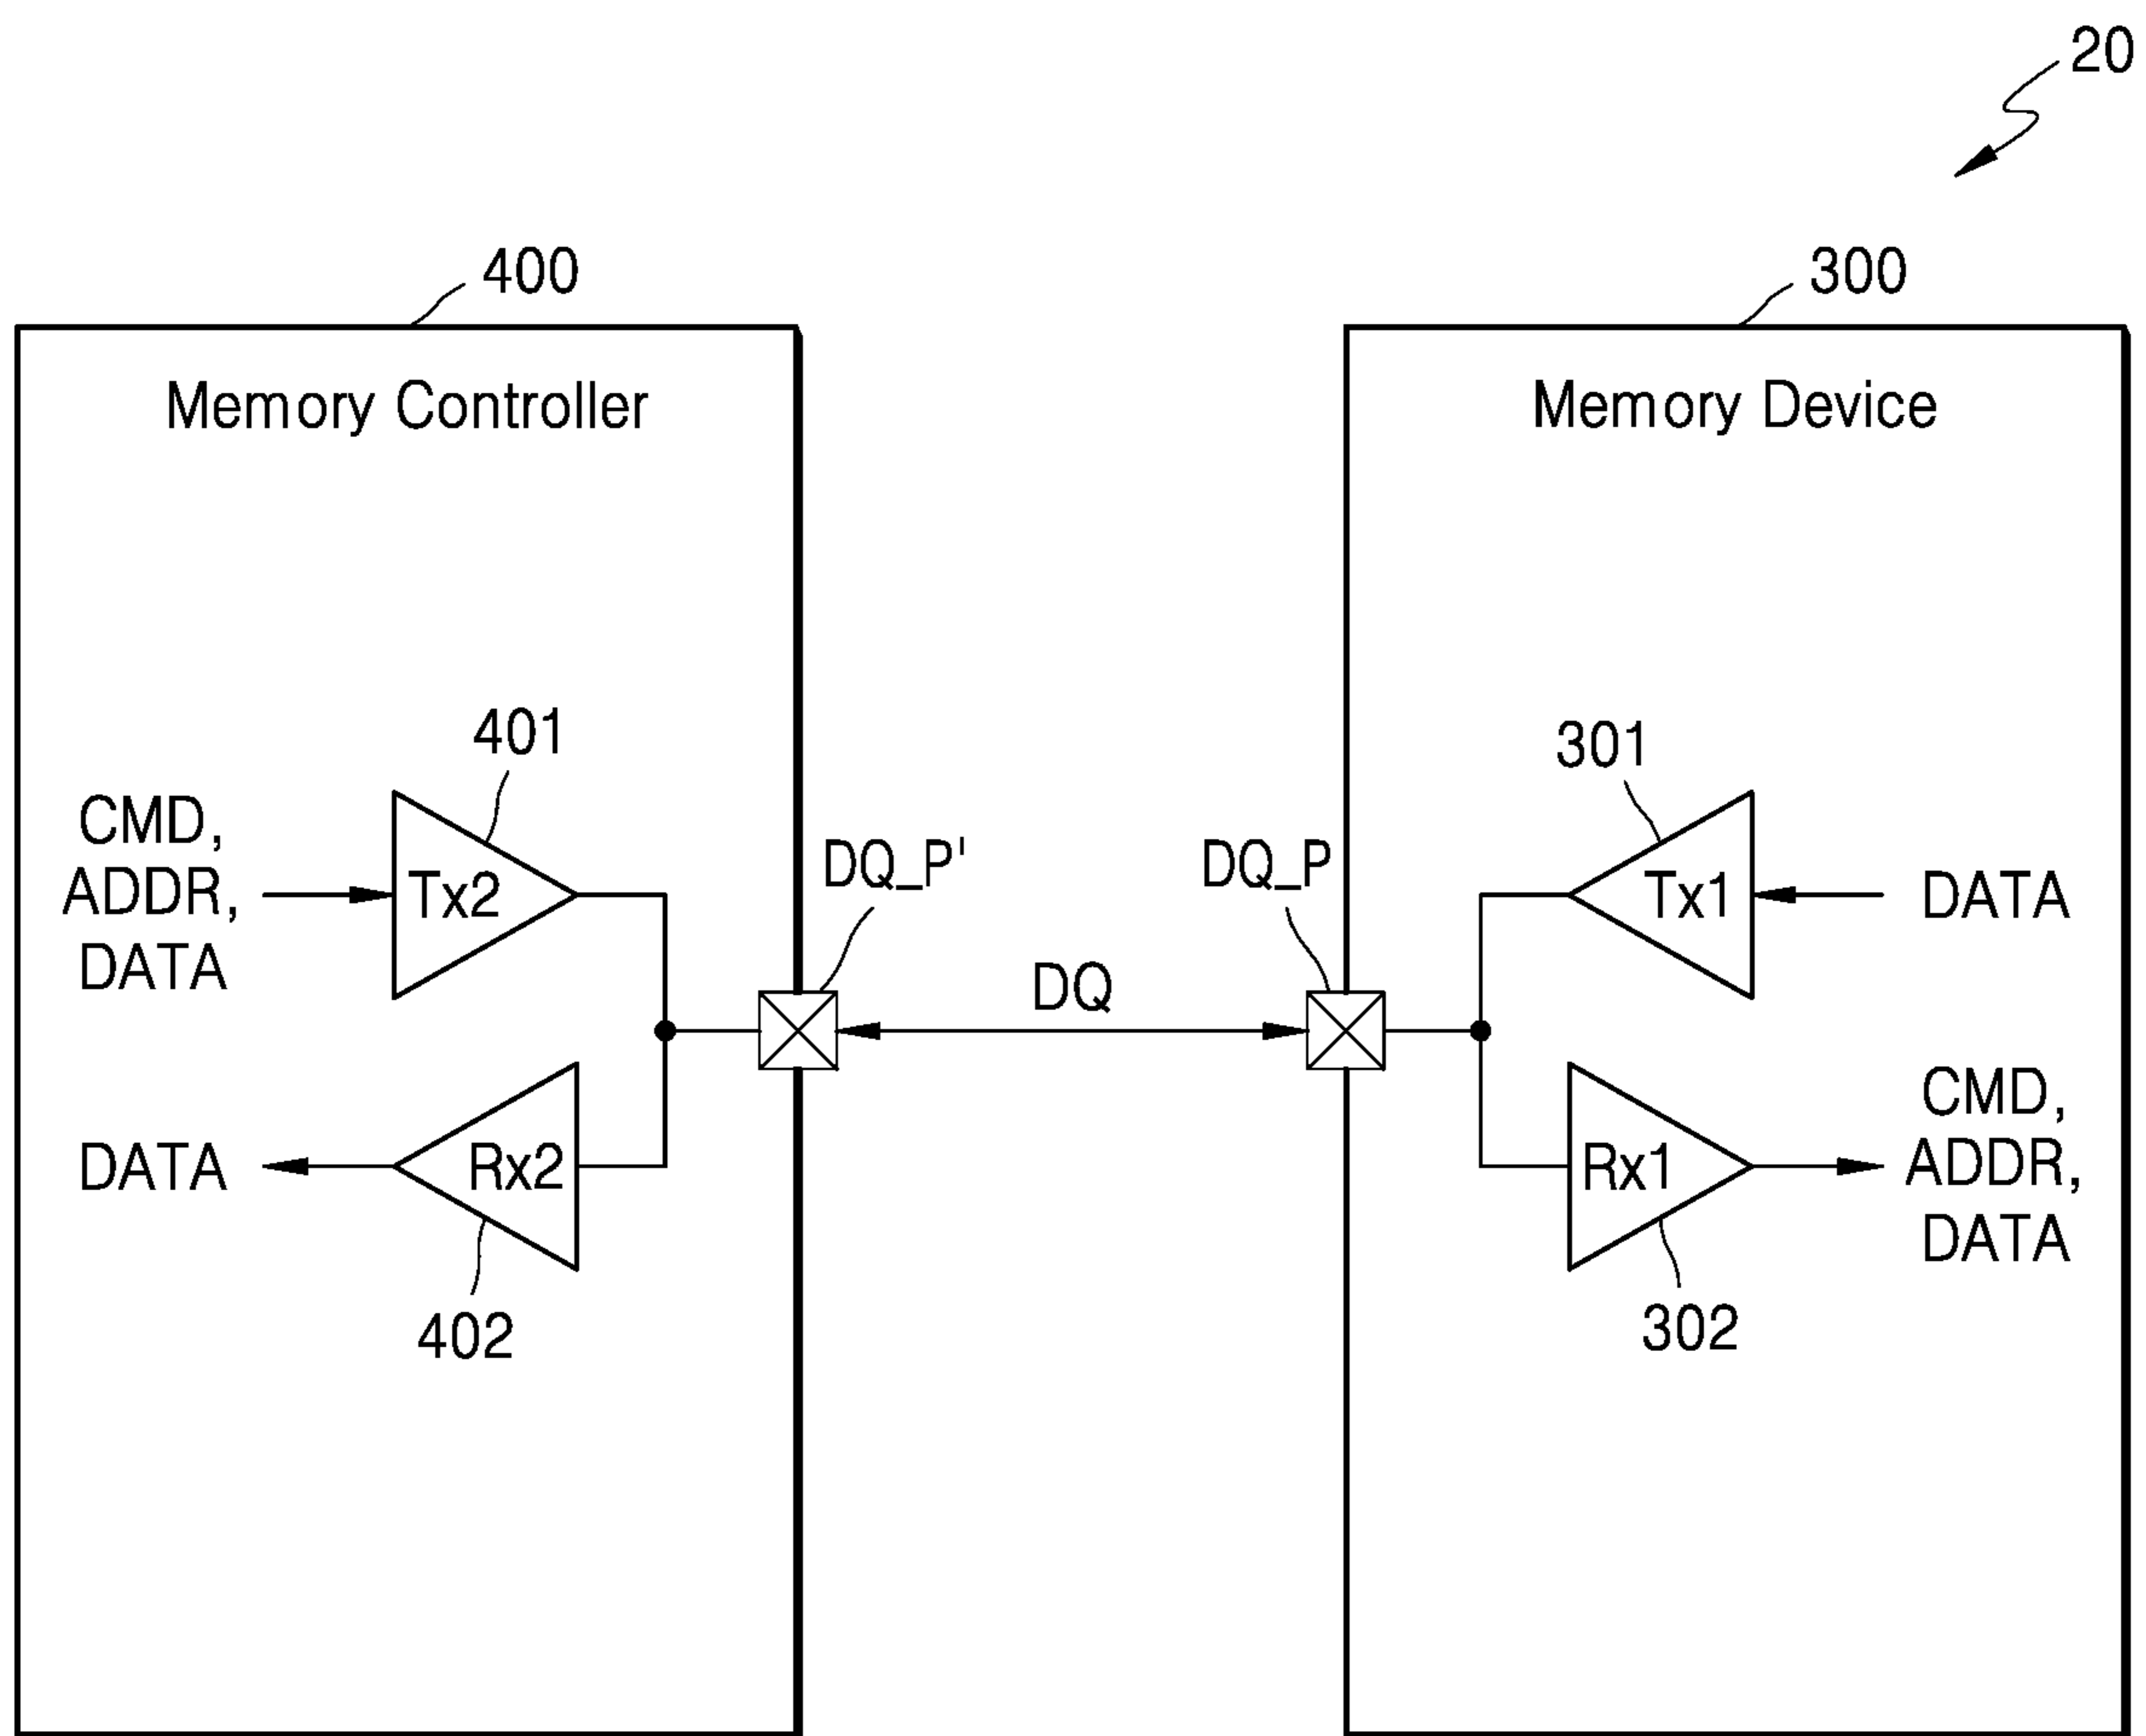 20
400
300
Memory Controller
Memory Device
401
301
CMD,
ADDR,
DATA
Tx2
DQ_P'
DQ_P
Tx1
DATA
DQ
DATA
Rx2
Rx1
CMD,
ADDR,
DATA
402
302